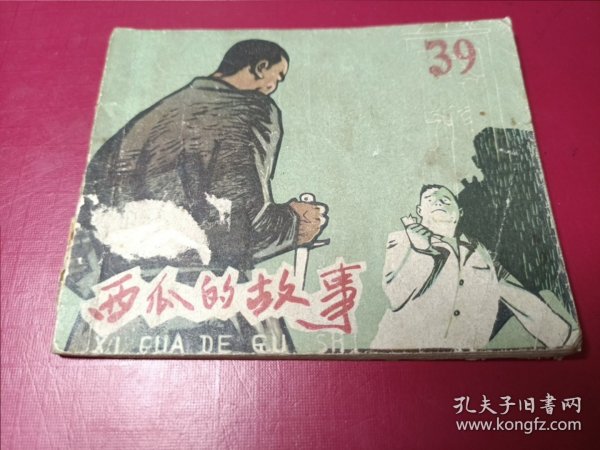 39
西瓜的故事
XI GUA DE GU SHI
孔夫子旧书网
www.kongfz.com